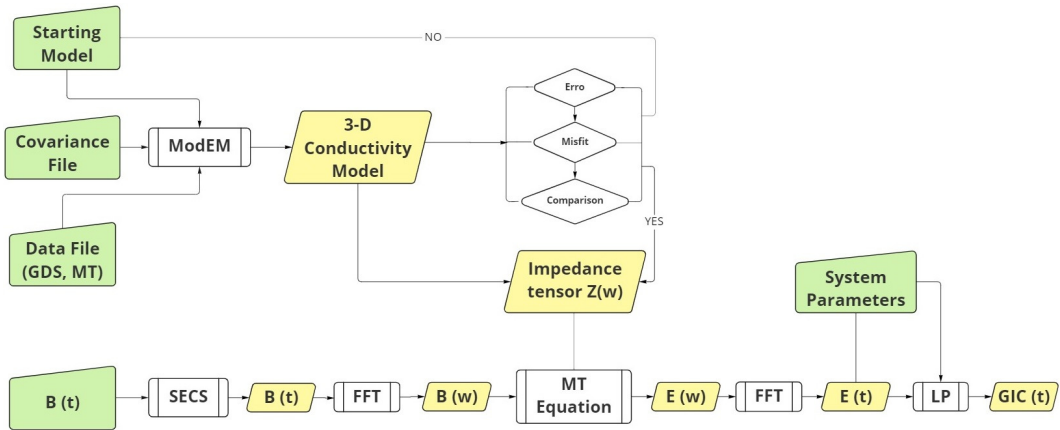 Starting
Model
NO
Erro
Covariance
File
ModEM
3-D
Conductivity
Model
Misfit
Comparison
YES
Data File
(GDS, MT)
Impedance
tensor Z(w)
System
Parameters
B (t)
SECS
B (t)
FFT
B (w)
MT
Equation
E (w)
FFT
E (t)
LP
GIC (t)